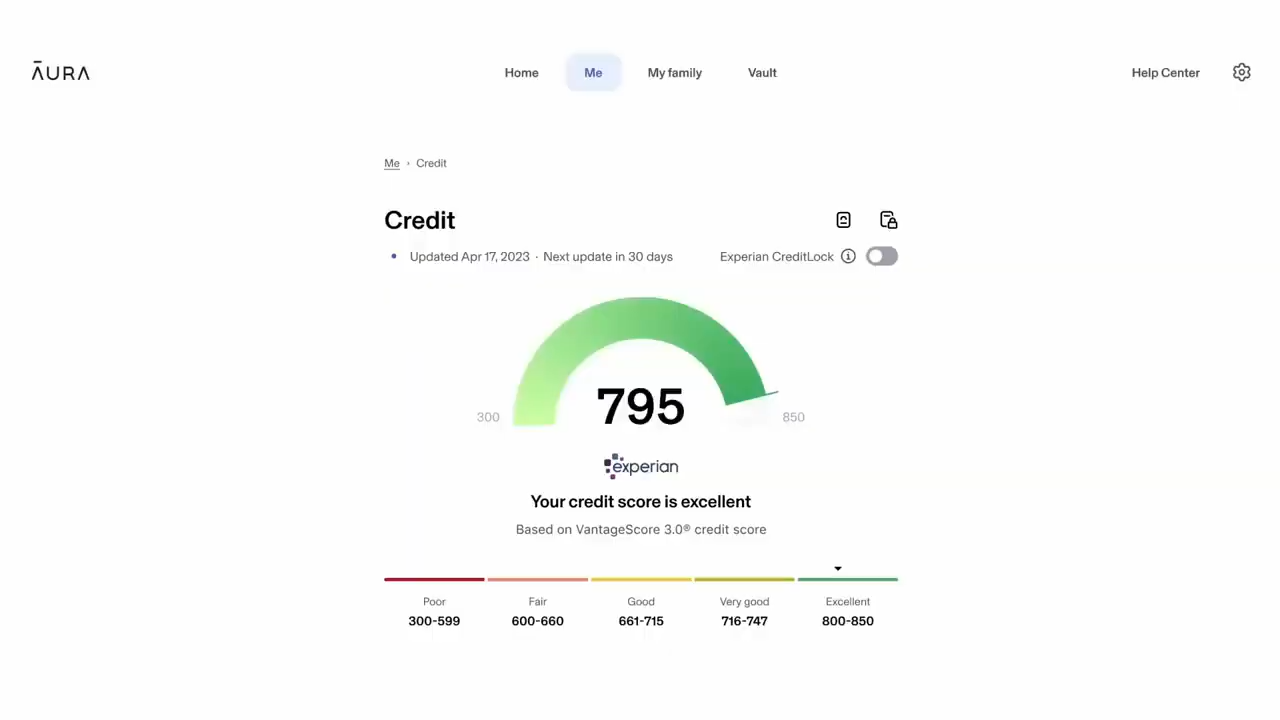 ĀURA
Home Me My family Vault
Help Center
Me › Credit
Credit
Updated Apr 17, 2023 · Next update in 30 days
Experian CreditLock
795
300 850
experian
Your credit score is excellent
Based on VantageScore 3.0® credit score
Poor Fair Good Very good Excellent
300-599 600-660 661-715 716-747 800-850